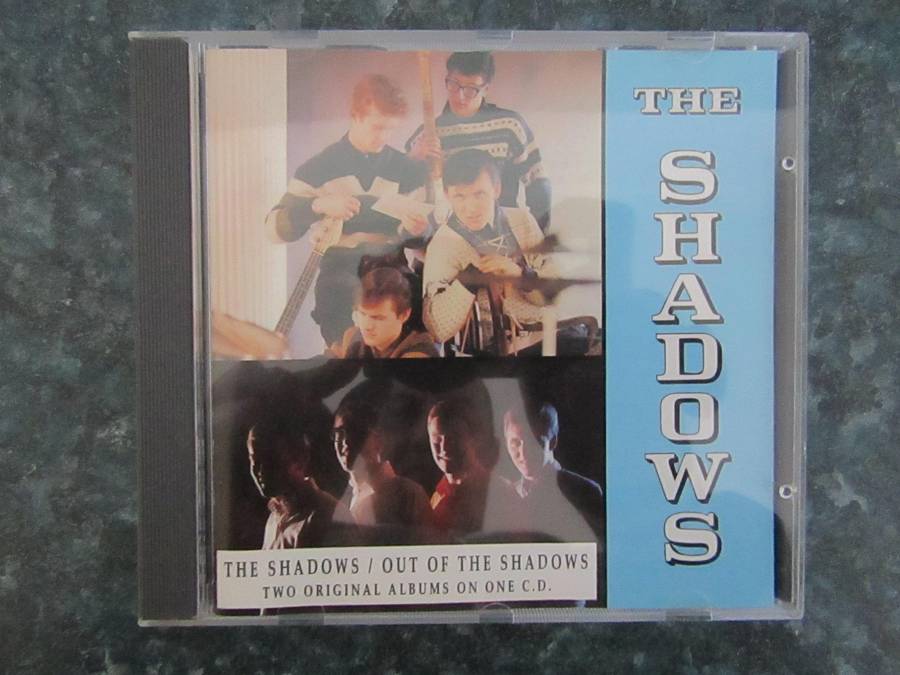 THE
SHADOWS
THE SHADOWS / OUT OF THE SHADOWS
TWO ORIGINAL ALBUMS ON ONE C.D.